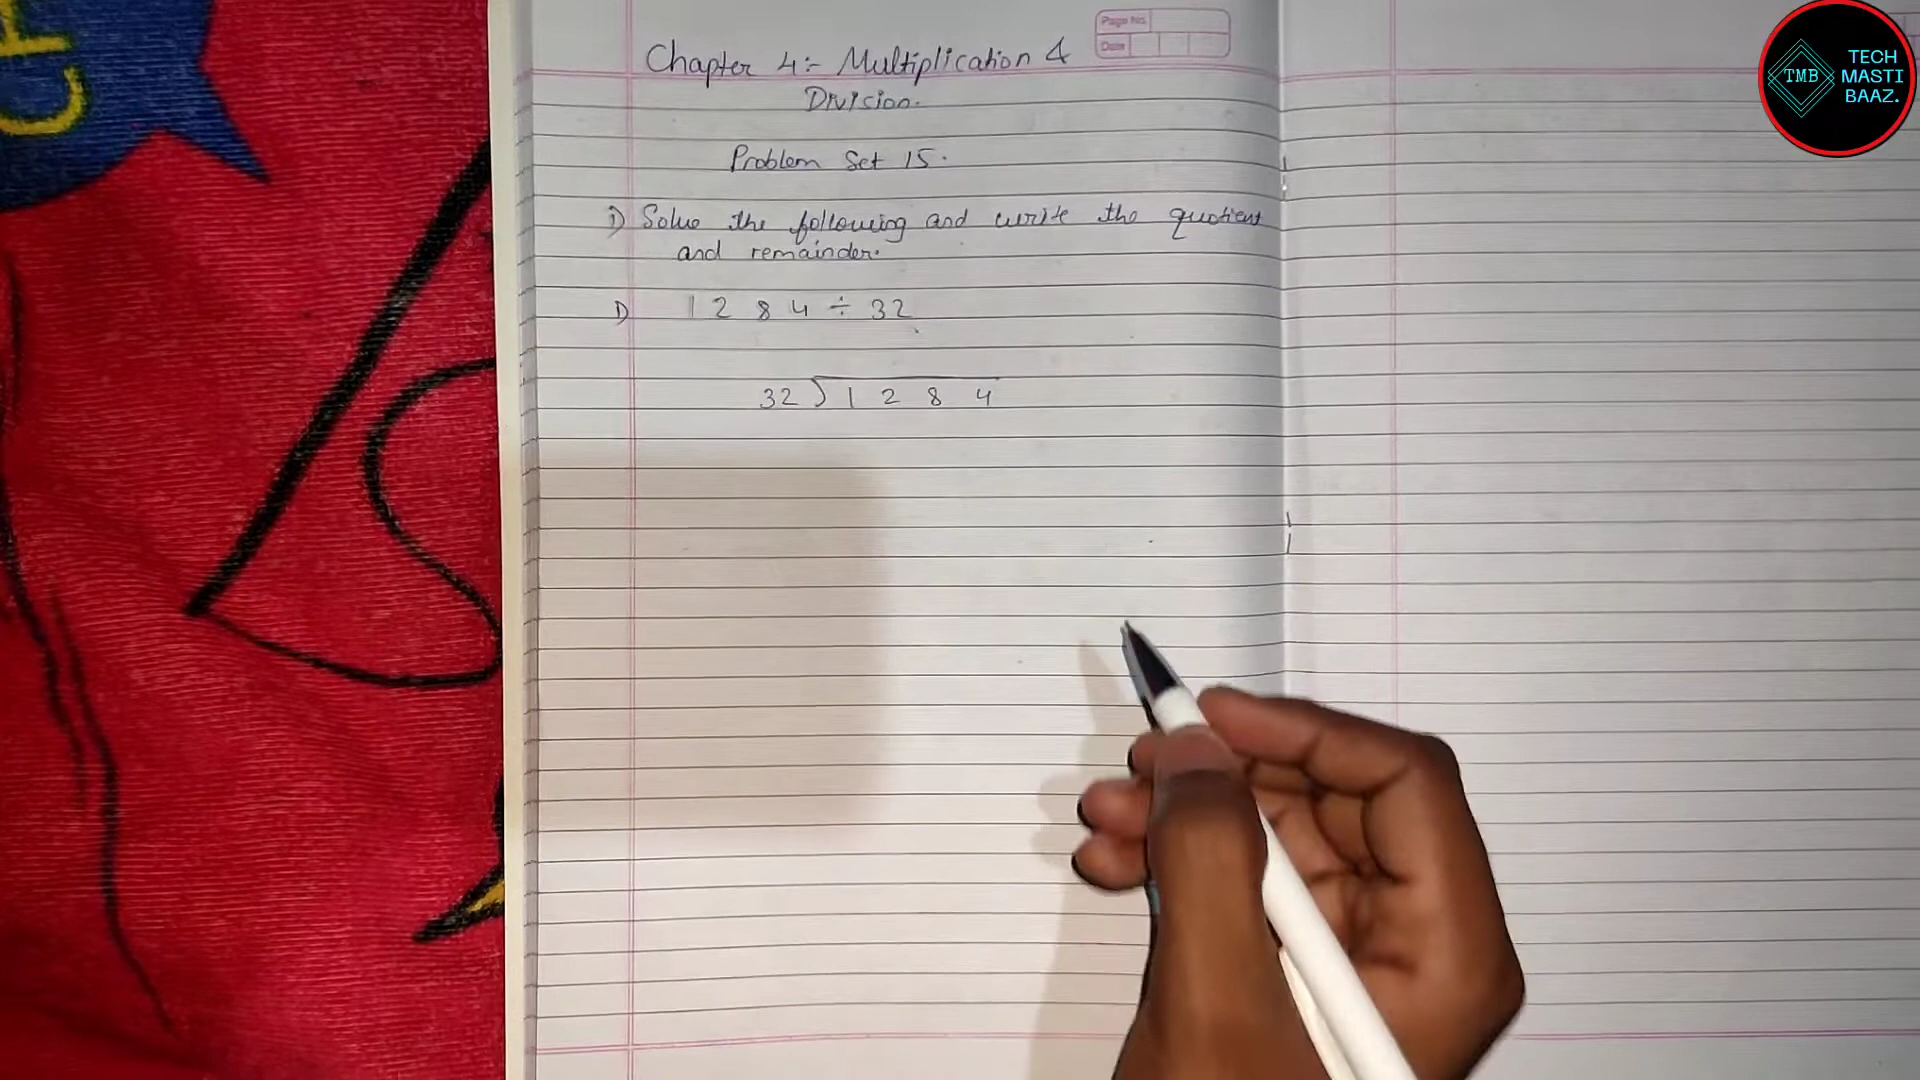 Page No.
Date
Chapter 4:- Multiplication &
Division.
Problem Set 15.
1) Solve the following and write the quotient
and remainder.
1) 1 2 8 4 ÷ 32
32) 1 2 8 4
TMB
TECH
MASTI
BAAZ.